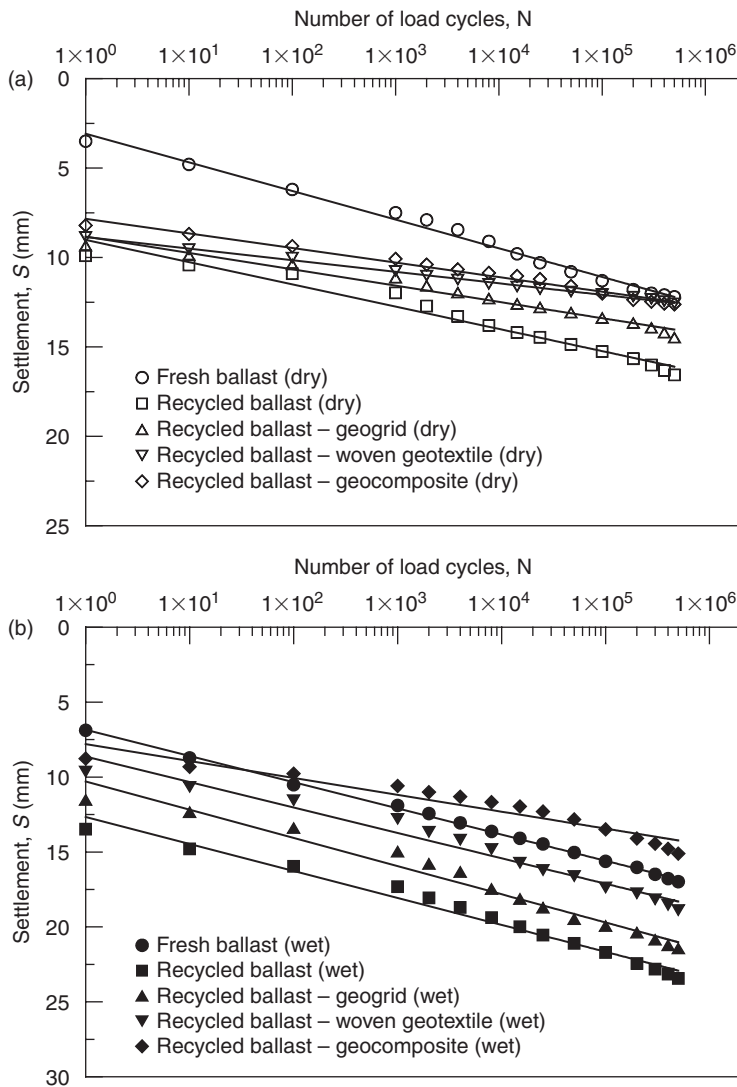 Number of load cycles, N
1×10⁰ 1×10¹ 1×10² 1×10³ 1×10⁴ 1×10⁵ 1×10⁶
(a)
0
5
10
15
20
25
Settlement, S (mm)
Fresh ballast (dry)
Recycled ballast (dry)
Recycled ballast – geogrid (dry)
Recycled ballast – woven geotextile (dry)
Recycled ballast – geocomposite (dry)
Number of load cycles, N
1×10⁰ 1×10¹ 1×10² 1×10³ 1×10⁴ 1×10⁵ 1×10⁶
(b)
0
5
10
15
20
25
30
Settlement, S (mm)
Fresh ballast (wet)
Recycled ballast (wet)
Recycled ballast – geogrid (wet)
Recycled ballast – woven geotextile (wet)
Recycled ballast – geocomposite (wet)